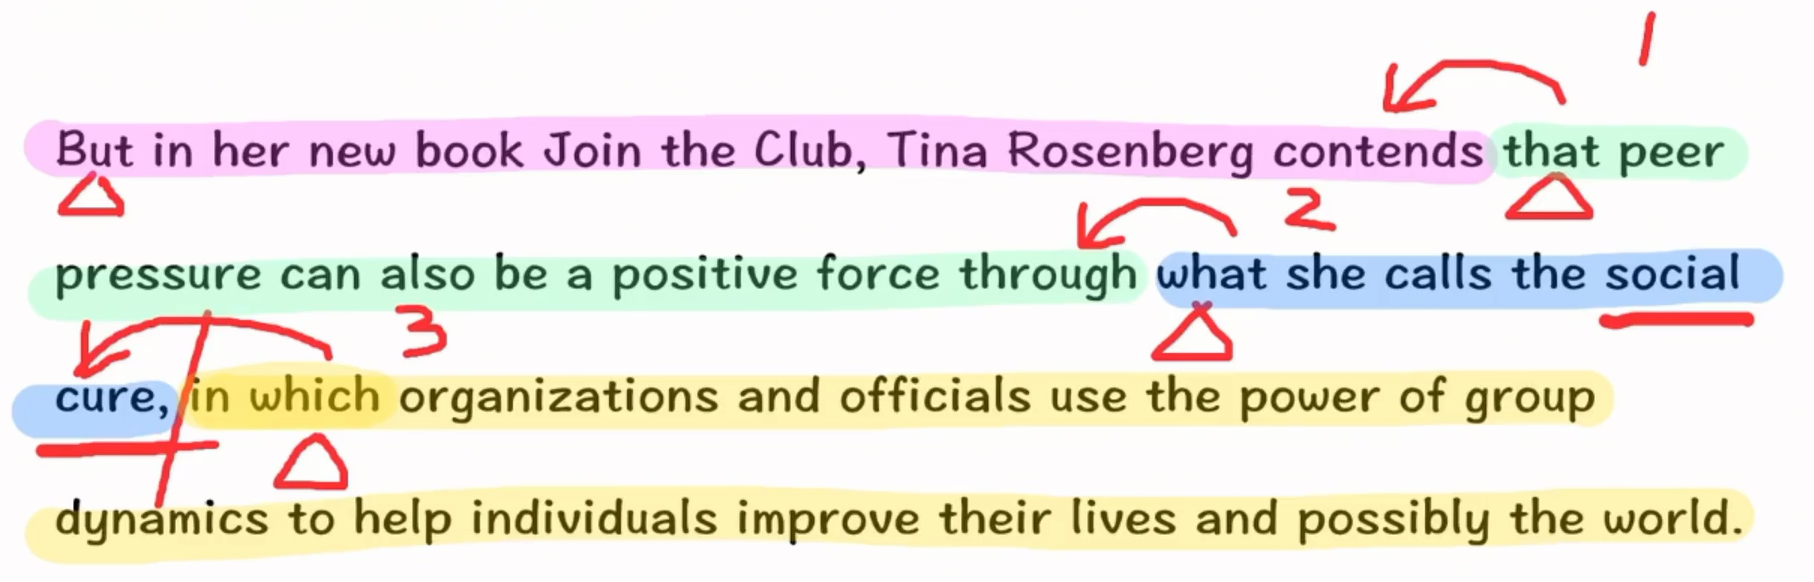 1
But in her new book Join the Club, Tina Rosenberg contends that peer
2
pressure can also be a positive force through what she calls the social
3
cure, in which organizations and officials use the power of group
dynamics to help individuals improve their lives and possibly the world.